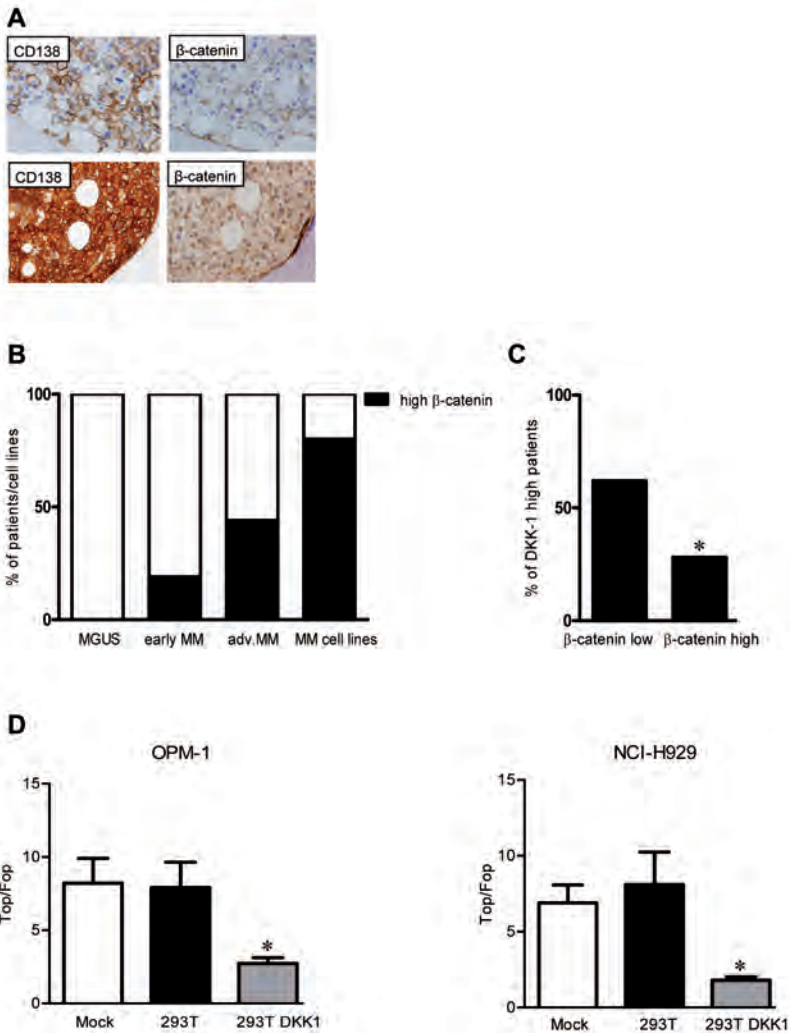 A
CD138
β-catenin
CD138
β-catenin
B
% of patients/cell lines
100
50
0
MGUS
early MM
adv.MM
MM cell lines
high β-catenin
C
% of DKK-1 high patients
100
50
0
β-catenin low
β-catenin high
*
D
OPM-1
Top/Fop
15
10
5
0
Mock
293T
293T DKK1
*
NCI-H929
Top/Fop
15
10
5
0
Mock
293T
293T DKK1
*